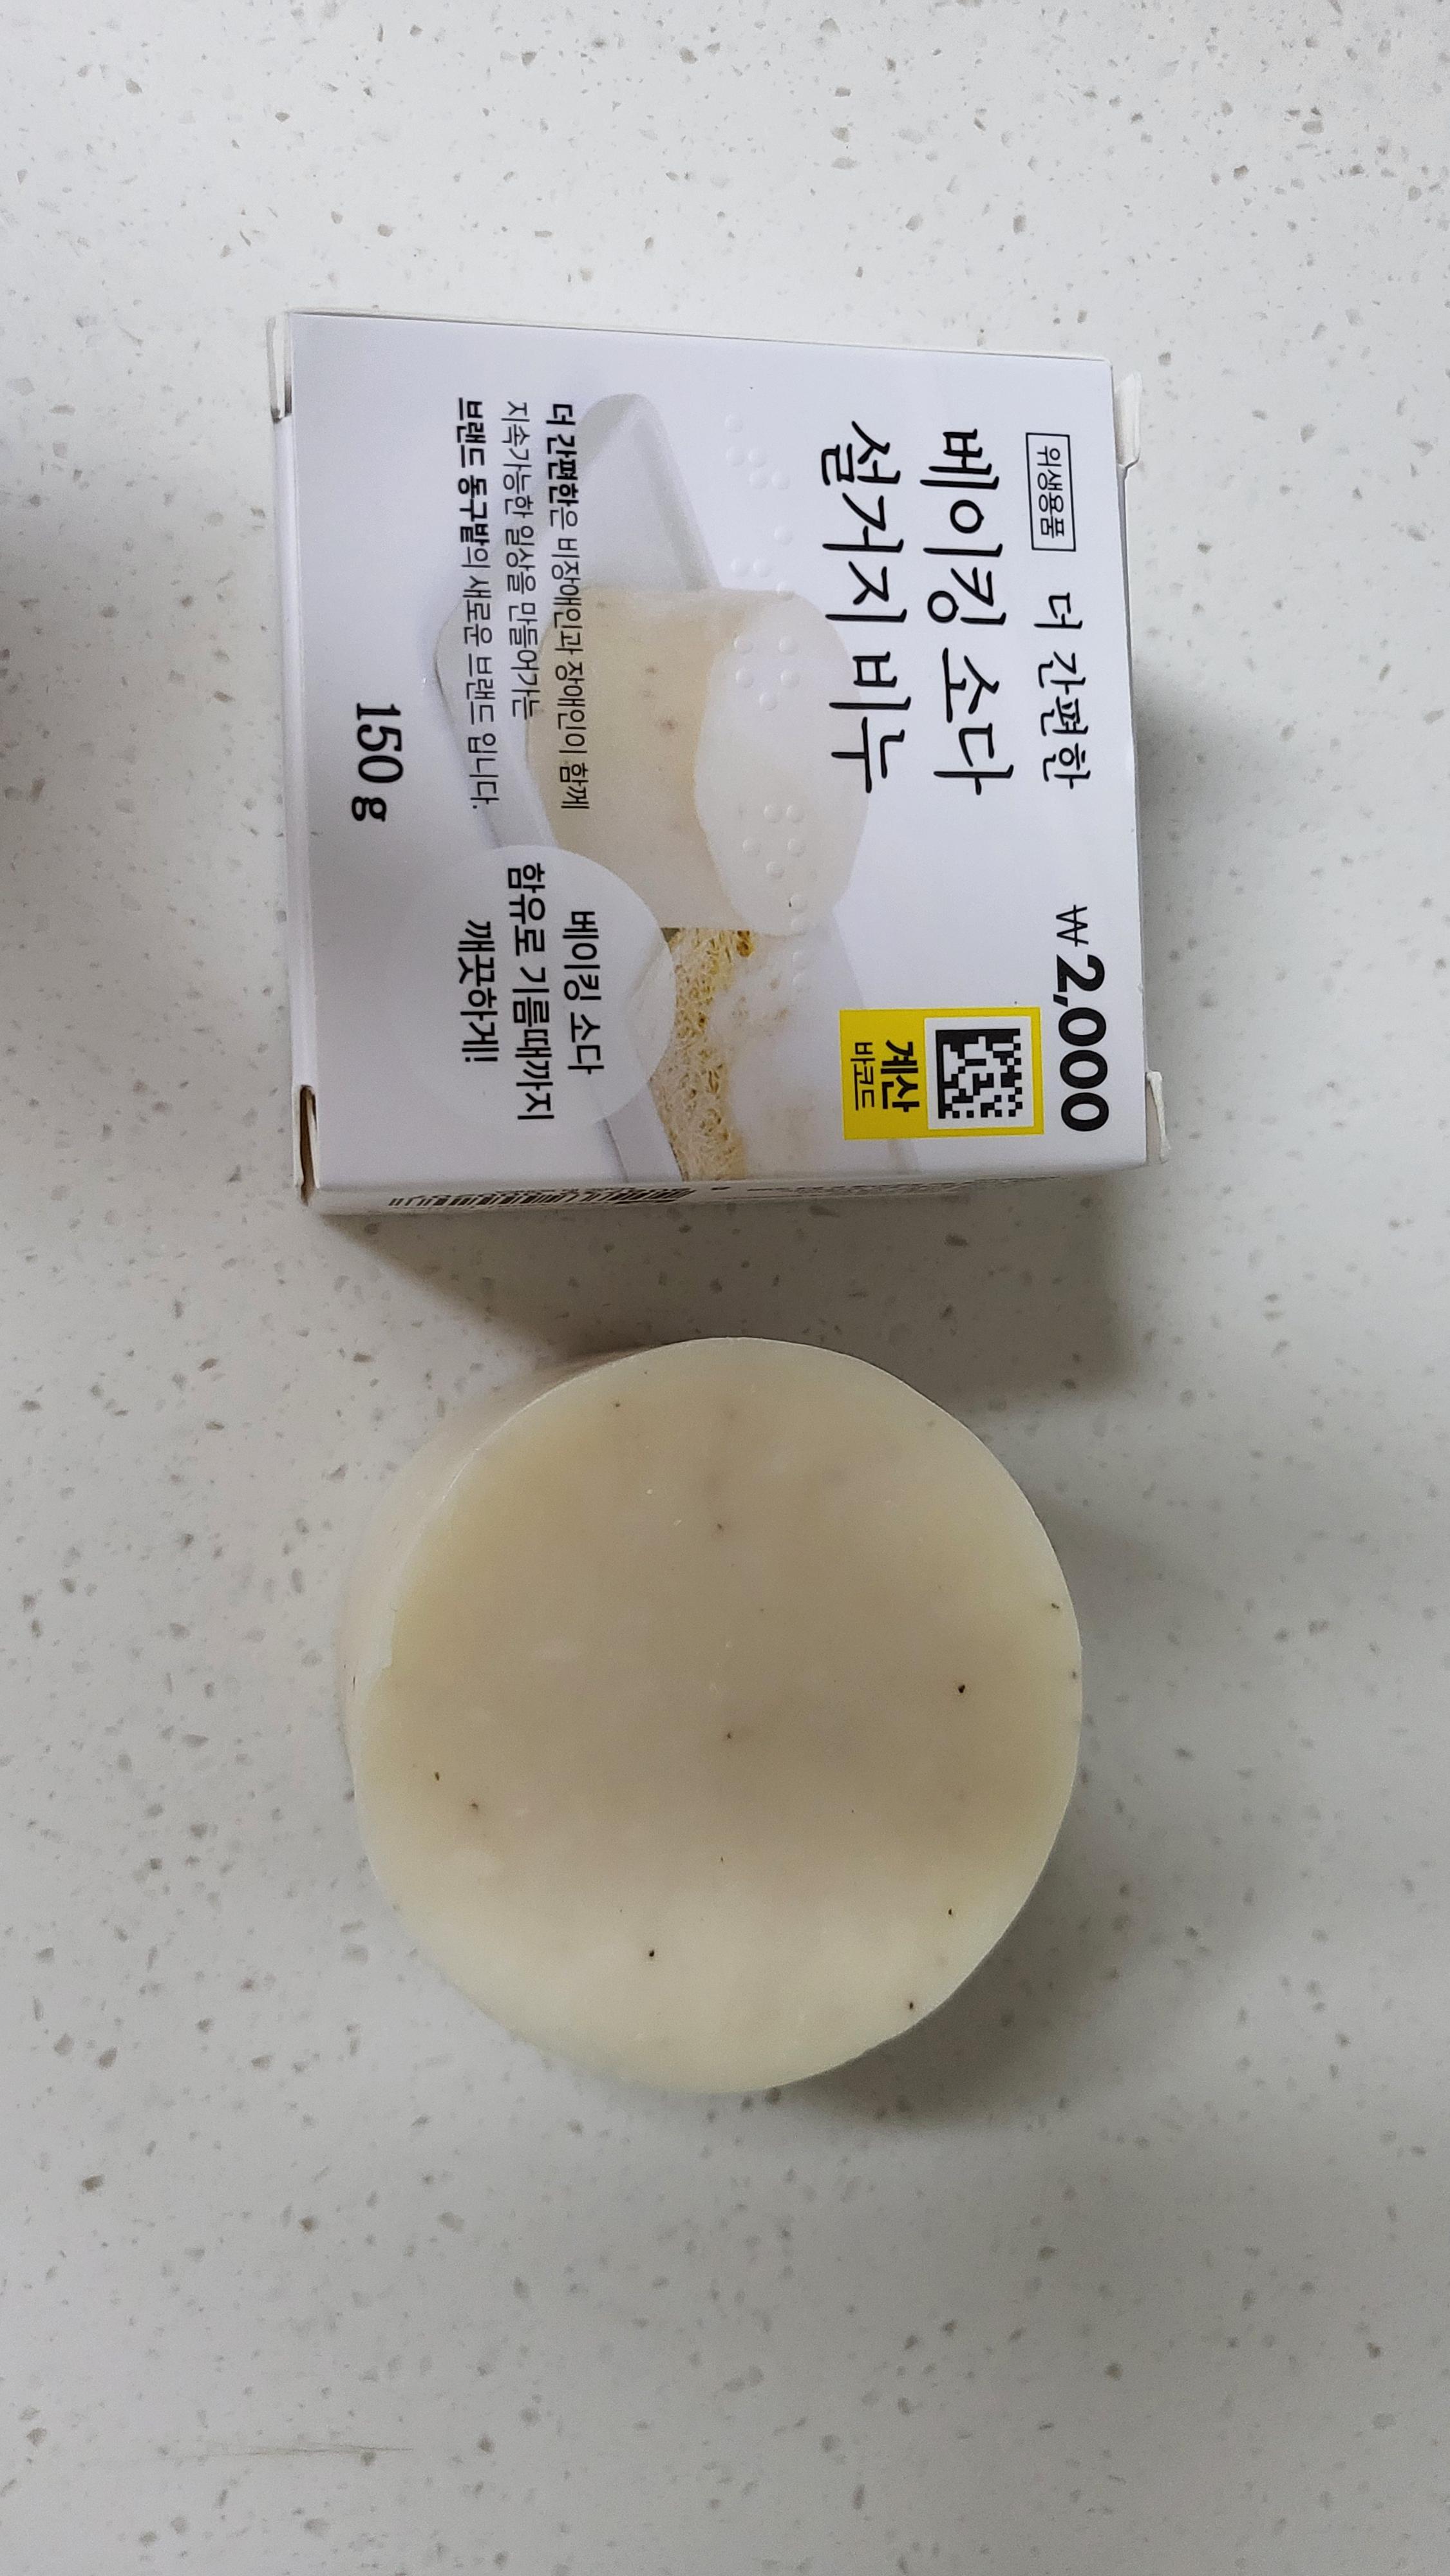 위생용품
더 간편한
베이킹 소다
설거지 비누
₩2,000
계산
바코드
더 간편한은 비장애인과 장애인이 함께
지속가능한 일상을 만들어가는
브랜드 동구밭의 새로운 브랜드 입니다.
베이킹 소다
함유로 기름때까지
깨끗하게!
150 g